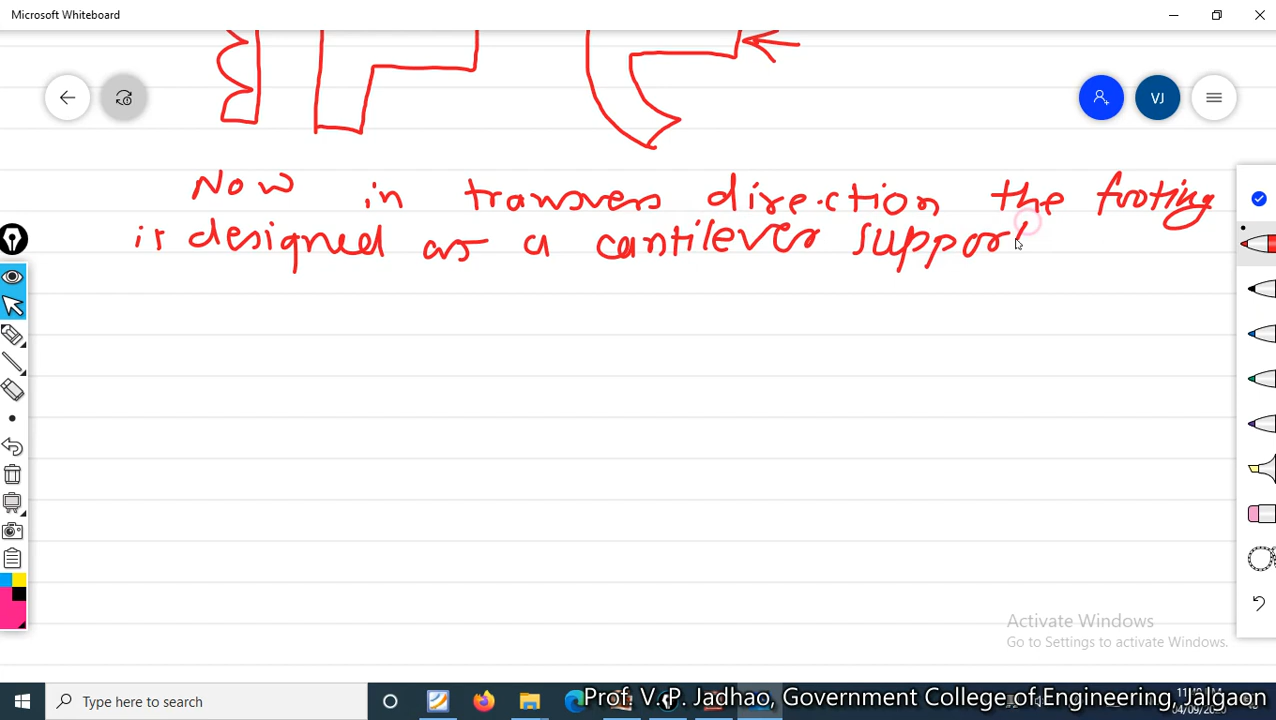 Microsoft Whiteboard
VJ
Now in transvers direction the footing
is designed as a cantilever support
Activate Windows
Go to Settings to activate Windows.
Type here to search
Prof. V. P. Jadhao, Government College of Engineering, Jalgaon